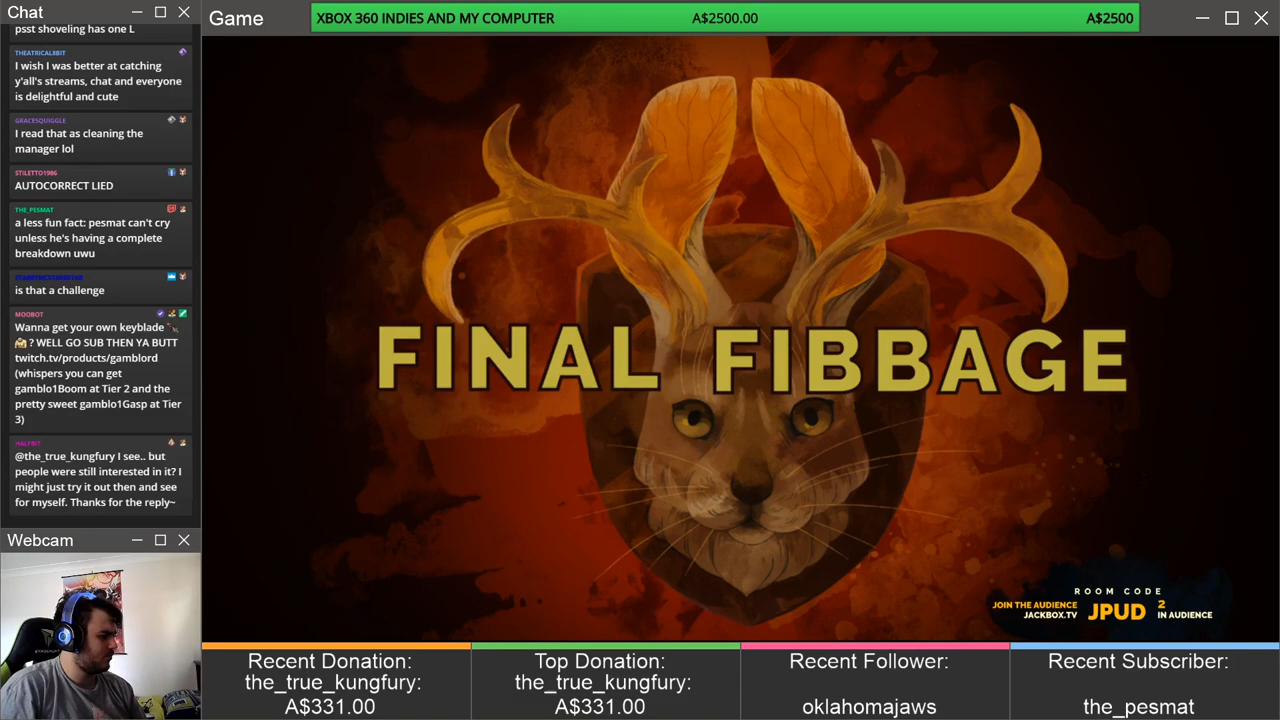 Chat
psst shoveling has one L
THEATRICAL8BIT
I wish I was better at catching
y'all's streams, chat and everyone
is delightful and cute
GRACESQUIGGLE
I read that as cleaning the
manager lol
STILETTO1986
AUTOCORRECT LIED
THE_PESMAT
a less fun fact: pesmat can't cry
unless he's having a complete
breakdown uwu
is that a challenge
MOOBOT
Wanna get your own keyblade
? WELL GO SUB THEN YA BUTT
twitch.tv/products/gamblord
(whispers you can get
gamblo1Boom at Tier 2 and the
pretty sweet gamblo1Gasp at Tier
3)
HALFBIT
@the_true_kungfury I see.. but
people were still interested in it? I
might just try it out then and see
for myself. Thanks for the reply~
Webcam
Game
XBOX 360 INDIES AND MY COMPUTER A$2500.00 A$2500
FINAL FIBBAGE
ROOM CODE
JOIN THE AUDIENCE
JACKBOX.TV
JPUD
2
IN AUDIENCE
Recent Donation:
the_true_kungfury:
A$331.00
Top Donation:
the_true_kungfury:
A$331.00
Recent Follower:
oklahomajaws
Recent Subscriber:
the_pesmat